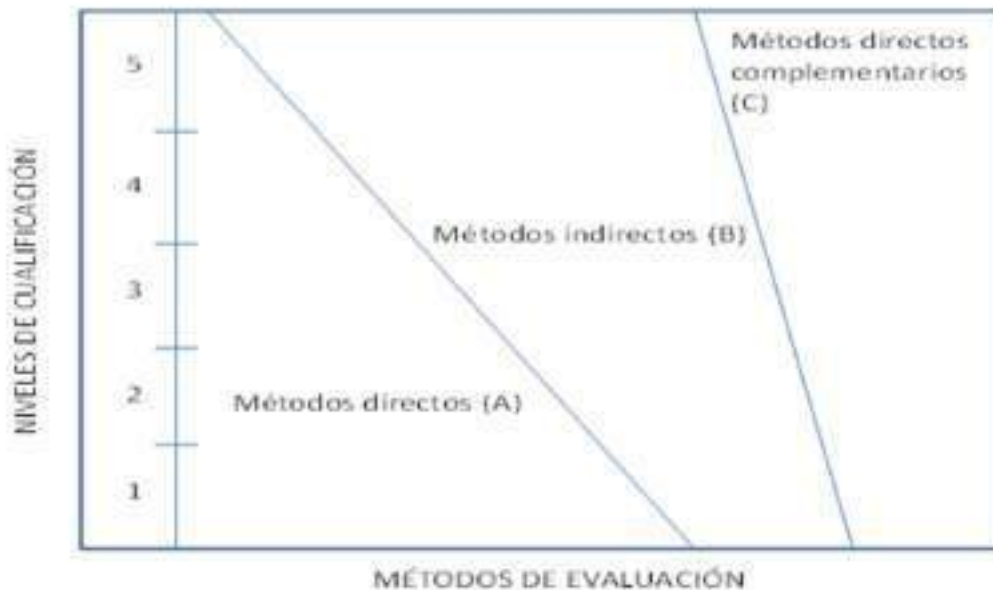 NIVELES DE CUALIFICACIÓN
5
4
3
2
1
Métodos directos
complementarios
(C)
Métodos indirectos (B)
Métodos directos (A)
MÉTODOS DE EVALUACIÓN